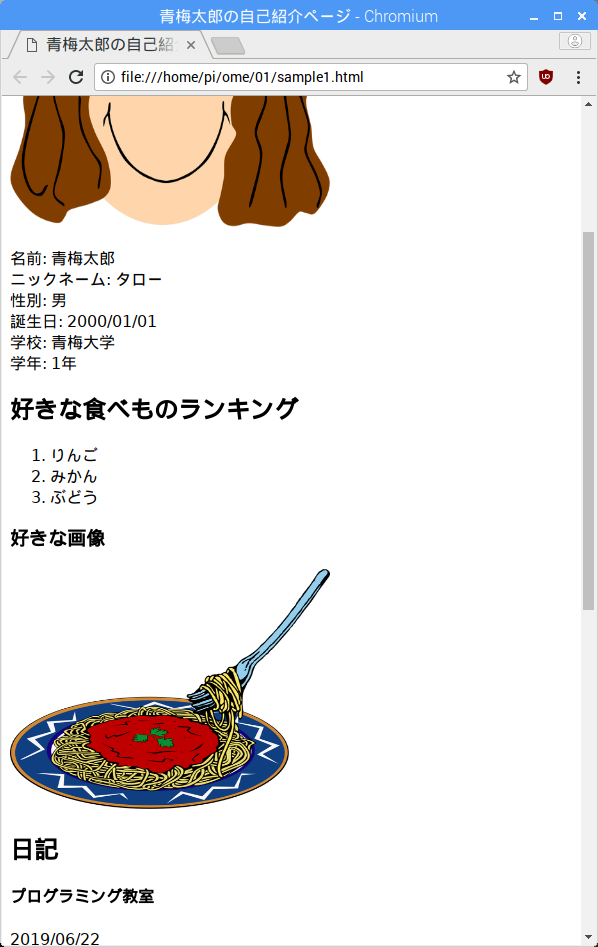 青梅太郎の自己紹介ページ - Chromium
青梅太郎の自己紹
file:///home/pi/ome/01/sample1.html
名前: 青梅太郎
ニックネーム: タロー
性別: 男
誕生日: 2000/01/01
学校: 青梅大学
学年: 1年
好きな食べものランキング
1. りんご
2. みかん
3. ぶどう
好きな画像
日記
プログラミング教室
2019/06/22